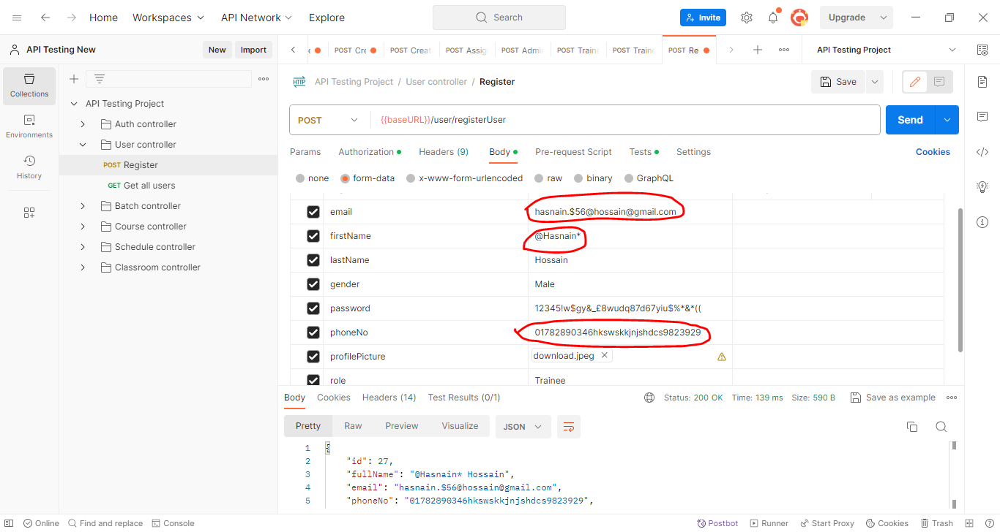 Home Workspaces API Network Explore Search Invite Upgrade
API Testing New New Import POST Cre POST Creat POST Assig POST Admi POST Traine POST Traine POST Re API Testing Project
Collections
Environments
History
API Testing Project
Auth controller
User controller
POST Register
GET Get all users
Batch controller
Course controller
Schedule controller
Classroom controller
HTTP API Testing Project / User controller / Register Save
POST {{baseURL}}/user/registerUser Send
Params Authorization Headers (9) Body Pre-request Script Tests Settings Cookies
none form-data x-www-form-urlencoded raw binary GraphQL
email hasnain.$56@hossain@gmail.com
firstName @Hasnain*
lastName Hossain
gender Male
password 12345!w$gy&_£8wudq87d67yiu$%*&*((
phoneNo 01782890346hkswskkjnjshdcs9823929
profilePicture download.jpeg
role Trainee
Body Cookies Headers (14) Test Results (0/1) Status: 200 OK Time: 139 ms Size: 590 B Save as example
Pretty Raw Preview Visualize JSON
1 {
2 "id": 27,
3 "fullName": "@Hasnain* Hossain",
4 "email": "hasnain.$56@hossain@gmail.com",
5 "phoneNo": "01782890346hkswskkjnjshdcs9823929",
Online Find and replace Console Postbot Runner Start Proxy Cookies Trash